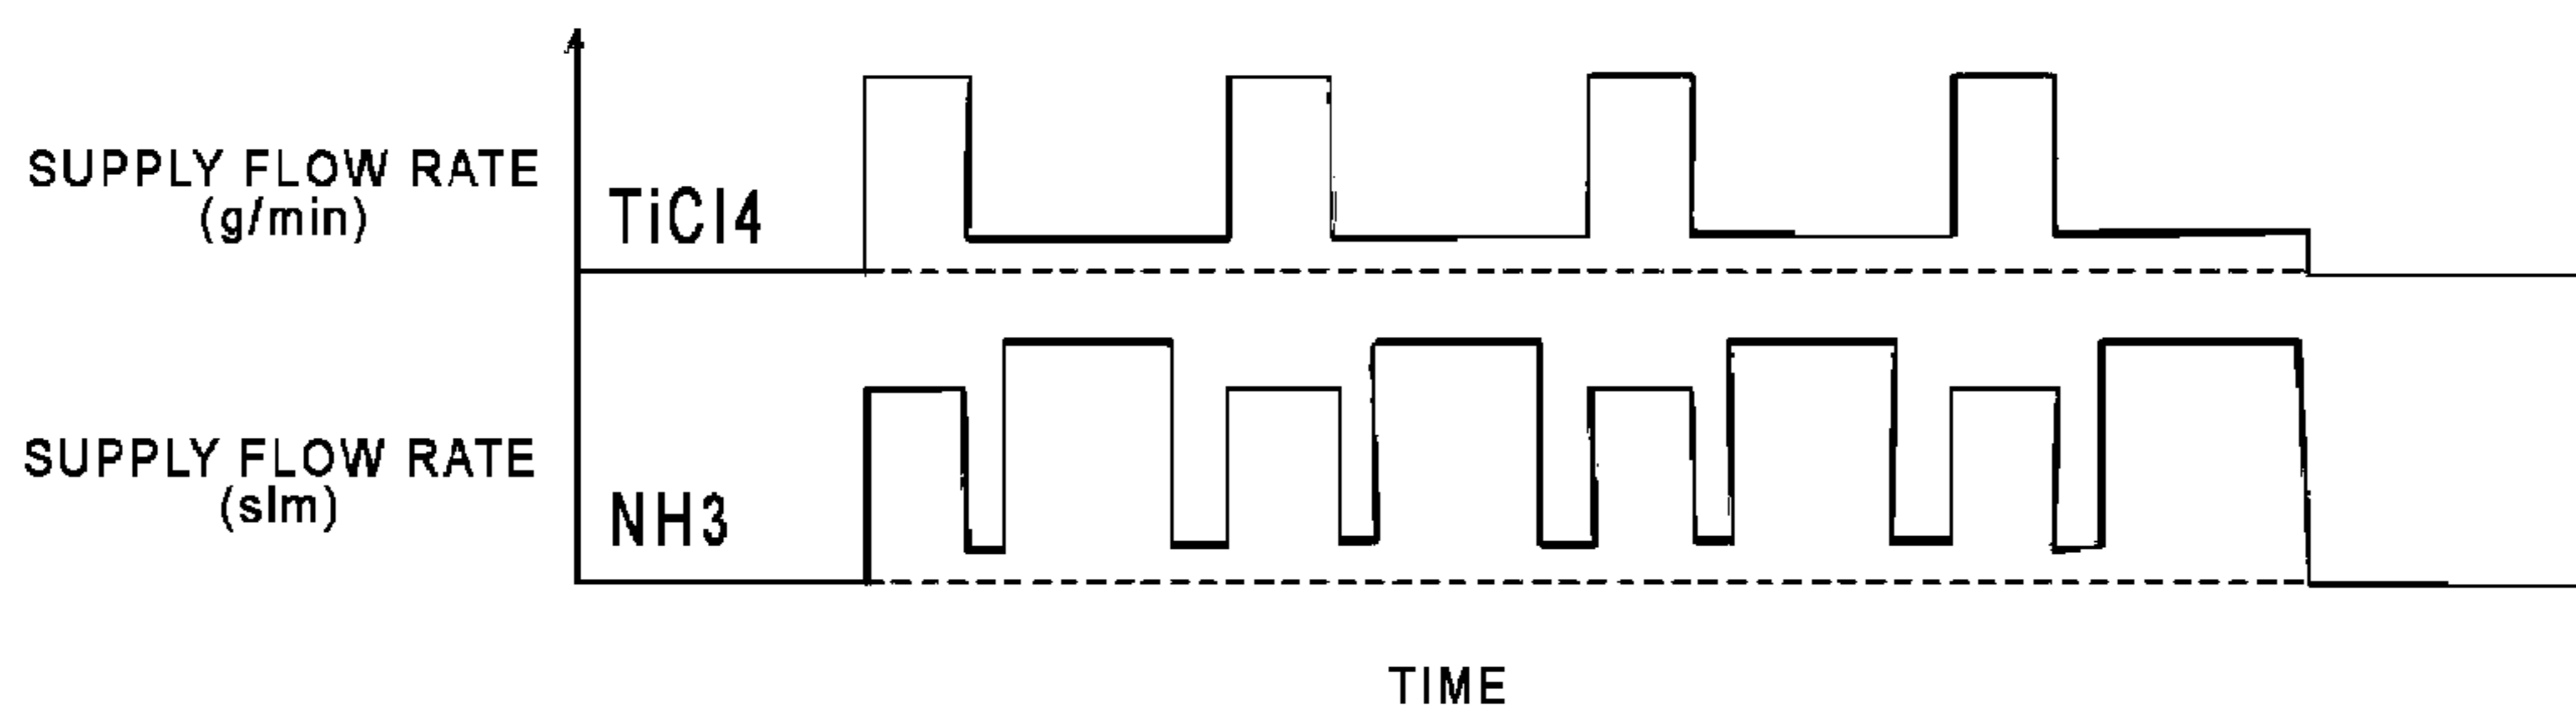 SUPPLY FLOW RATE
(g/min)
TiCl4
SUPPLY FLOW RATE
(slm)
NH3
TIME